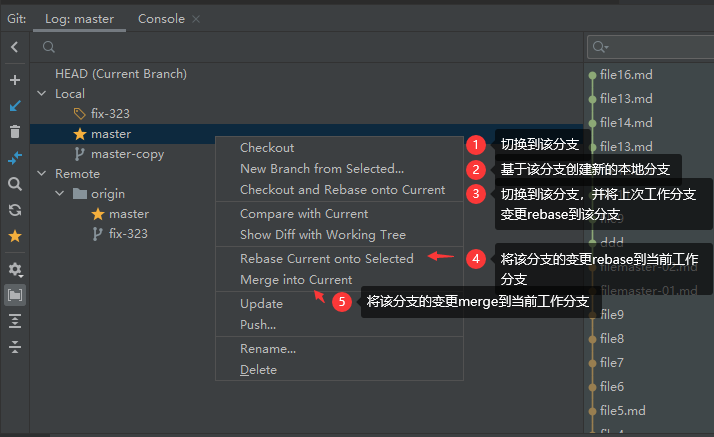 Git:
Log: master
Console
HEAD (Current Branch)
Local
fix-323
master
master-copy
Remote
origin
master
fix-323
Checkout
New Branch from Selected...
Checkout and Rebase onto Current
Compare with Current
Show Diff with Working Tree
Rebase Current onto Selected
Merge into Current
Update
Push...
Rename...
Delete
1 切换到该分支
2 基于该分支创建新的本地分支
3 切换到该分支，并将上次工作分支
变更rebase到该分支
4 将该分支的变更rebase到当前工作
分支
5 将该分支的变更merge到当前工作分支
file16.md
file13.md
file14.md
file13.md
ddd
filemaster-02.md
filemaster-01.md
file9
file8
file7
file6
file5.md